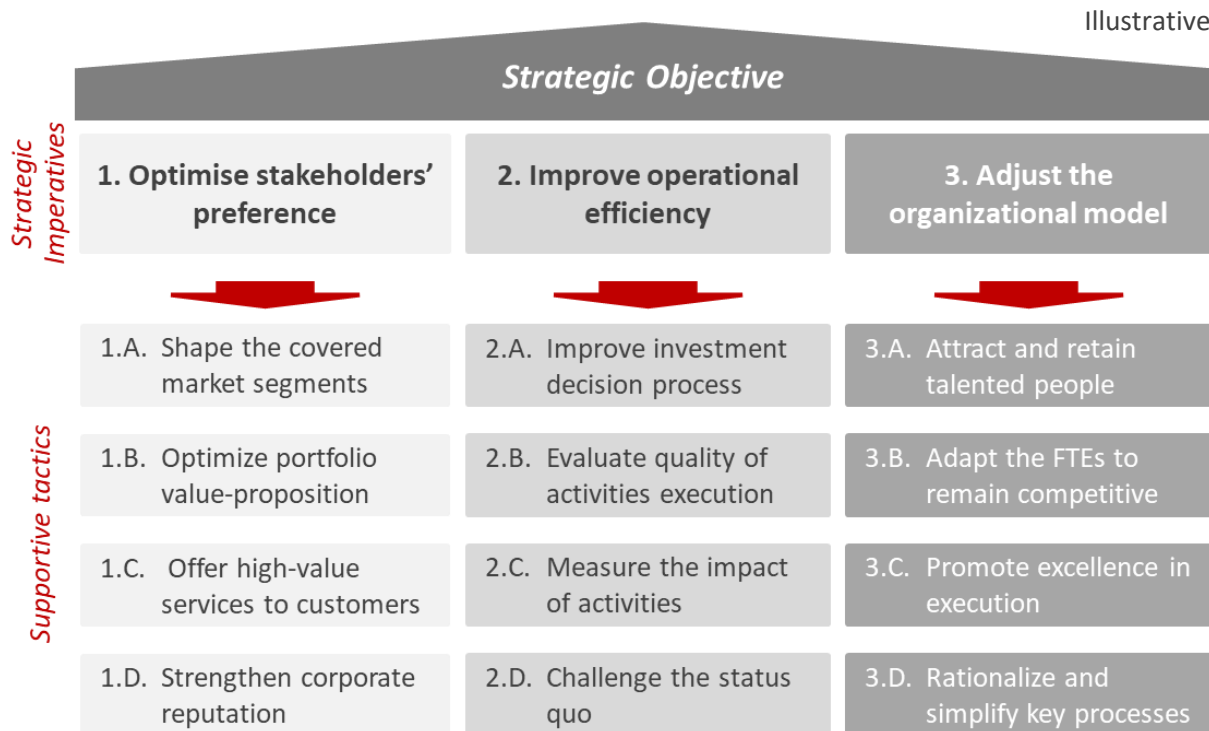 Illustrative
Strategic Objective
Strategic
Imperatives
1. Optimise stakeholders’
preference
2. Improve operational
efficiency
3. Adjust the
organizational model
Supportive tactics
1.A. Shape the covered
market segments
2.A. Improve investment
decision process
3.A. Attract and retain
talented people
1.B. Optimize portfolio
value-proposition
2.B. Evaluate quality of
activities execution
3.B. Adapt the FTEs to
remain competitive
1.C. Offer high-value
services to customers
2.C. Measure the impact
of activities
3.C. Promote excellence in
execution
1.D. Strengthen corporate
reputation
2.D. Challenge the status
quo
3.D. Rationalize and
simplify key processes